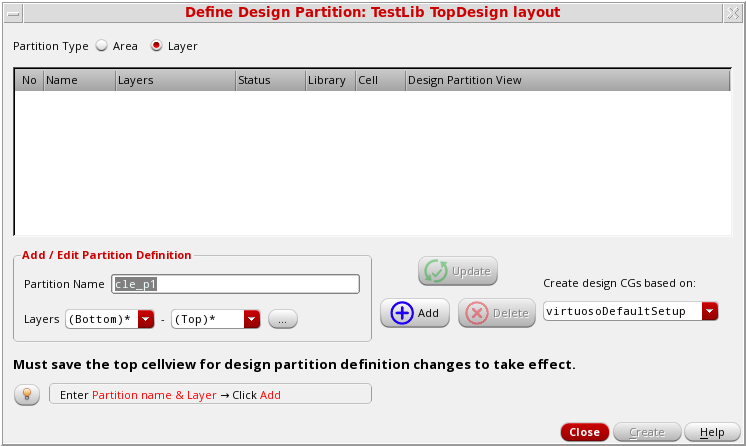 Define Design Partition: TestLib TopDesign layout
Partition Type Area Layer
No Name Layers Status Library Cell Design Partition View
Add / Edit Partition Definition
Partition Name cle_p1
Layers (Bottom)* - (Top)* ...
Update
Add Delete
Create design CGs based on:
virtuosoDefaultSetup
Must save the top cellview for design partition definition changes to take effect.
Enter Partition name & Layer → Click Add
Close Create Help